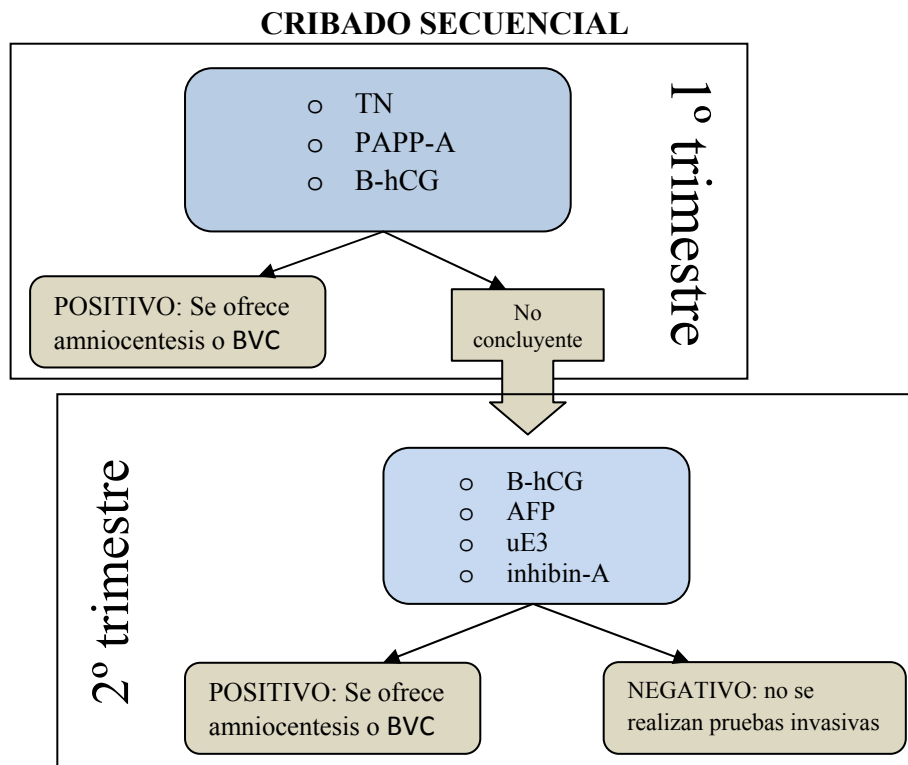 CRIBADO SECUENCIAL
o TN
o PAPP-A
o B-hCG
1º trimestre
POSITIVO: Se ofrece
amniocentesis o BVC
No
concluyente
2º trimestre
o B-hCG
o AFP
o uE3
o inhibin-A
POSITIVO: Se ofrece
amniocentesis o BVC
NEGATIVO: no se
realizan pruebas invasivas